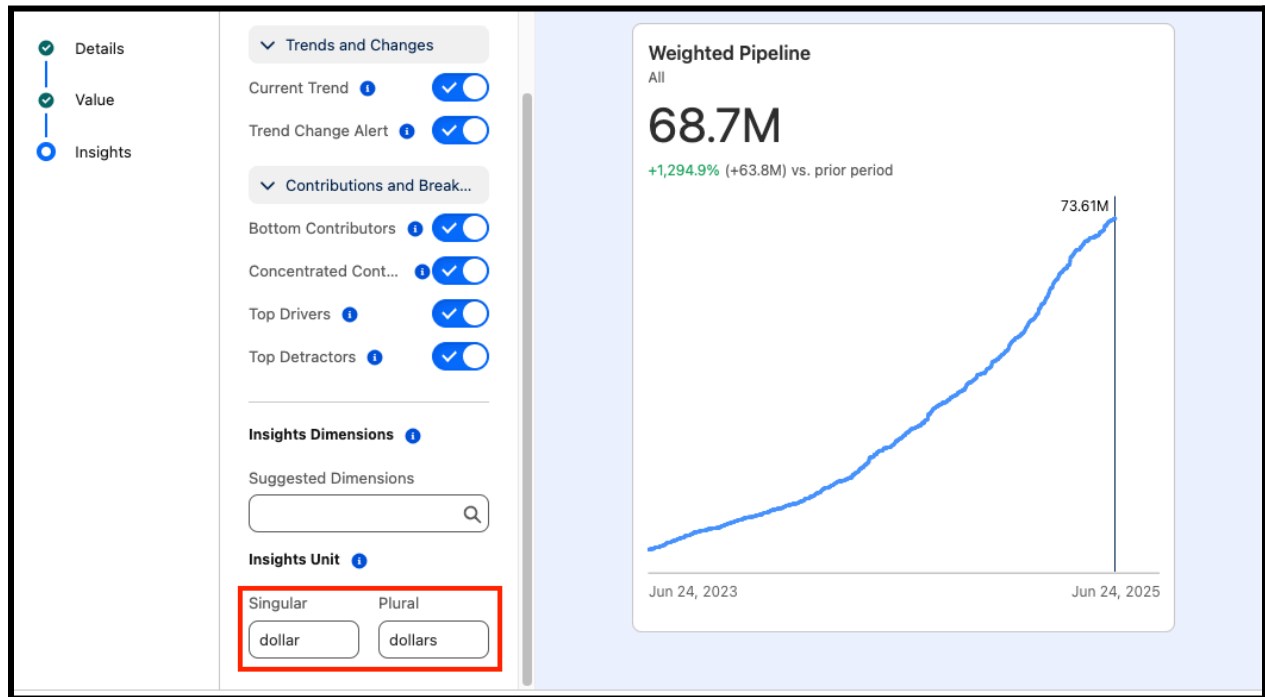 Details
Value
Insights
Trends and Changes
Current Trend
Trend Change Alert
Contributions and Break...
Bottom Contributors
Concentrated Cont...
Top Drivers
Top Detractors
Insights Dimensions
Suggested Dimensions
Insights Unit
Singular Plural
dollar dollars
Weighted Pipeline
All
68.7M
+1,294.9% (+63.8M) vs. prior period
73.61M
Jun 24, 2023 Jun 24, 2025